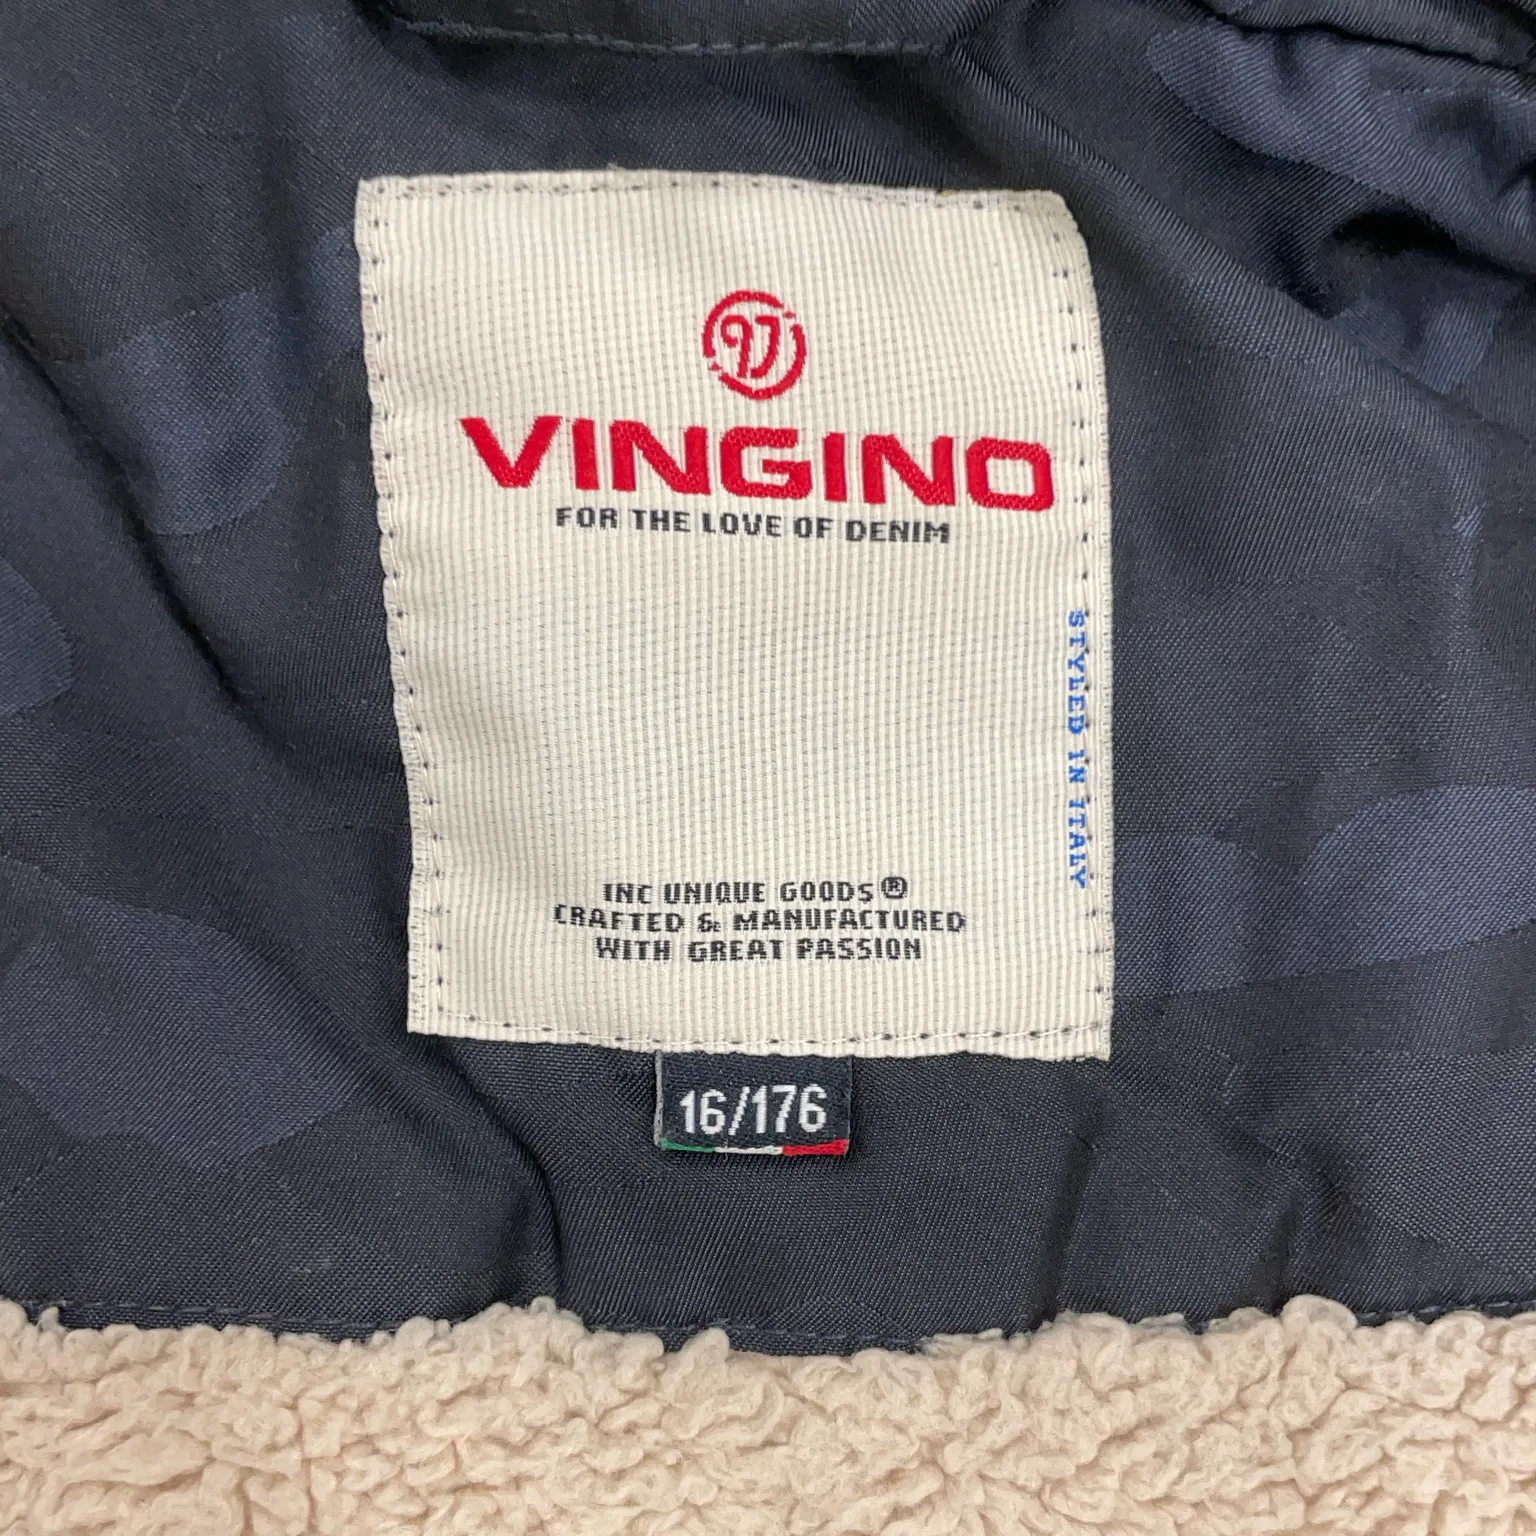 V
VINGINO
FOR THE LOVE OF DENIM
STYLED IN ITALY
INC UNIQUE GOODS®
CRAFTED & MANUFACTURED
WITH GREAT PASSION
16/176